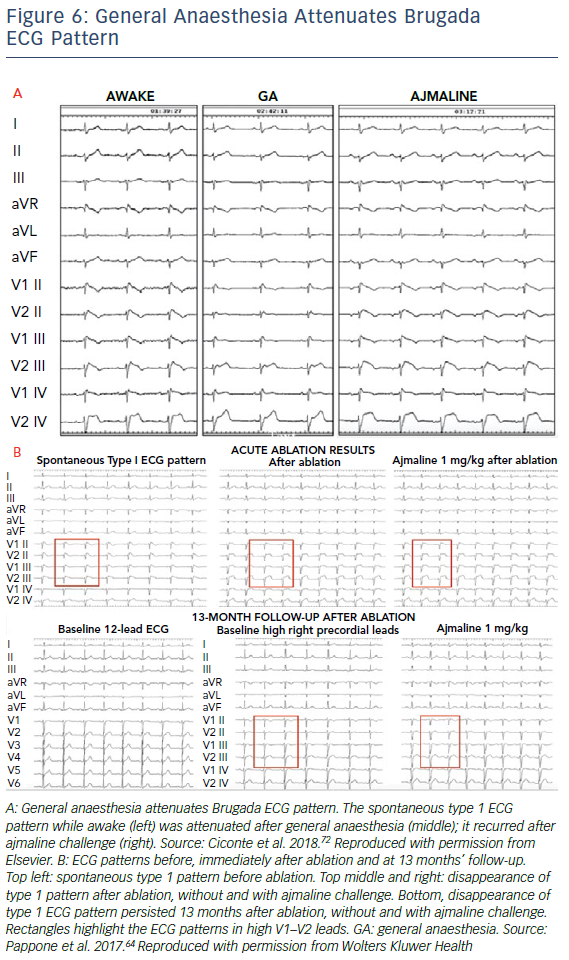 Figure 6: General Anaesthesia Attenuates Brugada
ECG Pattern
A
AWAKE
GA
AJMALINE
01:39:27
02:02:11
I
II
III
aVR
aVL
aVF
V1 II
V2 II
V1 III
V2 III
V1 IV
V2 IV
B
ACUTE ABLATION RESULTS
Spontaneous Type I ECG pattern
After ablation
Ajmaline 1 mg/kg after ablation
I
II
III
aVR
aVL
aVF
V1 II
V2 II
V1 III
V2 III
V1 IV
V2 IV
13-MONTH FOLLOW-UP AFTER ABLATION
Baseline 12-lead ECG
Baseline high right precordial leads
Ajmaline 1 mg/kg
I
II
III
aVR
aVL
aVF
V1
V2
V3
V4
V5
V6
I
II
III
aVR
aVL
aVF
V1 II
V2 II
V1 III
V2 III
V1 IV
V2 IV
A: General anaesthesia attenuates Brugada ECG pattern. The spontaneous type 1 ECG
pattern while awake (left) was attenuated after general anaesthesia (middle); it recurred after
ajmaline challenge (right). Source: Ciconte et al. 2018.72 Reproduced with permission from
Elsevier. B: ECG patterns before, immediately after ablation and at 13 months' follow-up.
Top left: spontaneous type 1 pattern before ablation. Top middle and right: disappearance of
type 1 pattern after ablation, without and with ajmaline challenge. Bottom, disappearance of
type 1 ECG pattern persisted 13 months after ablation, without and with ajmaline challenge.
Rectangles highlight the ECG patterns in high V1–V2 leads. GA: general anaesthesia. Source:
Pappone et al. 2017.64 Reproduced with permission from Wolters Kluwer Health